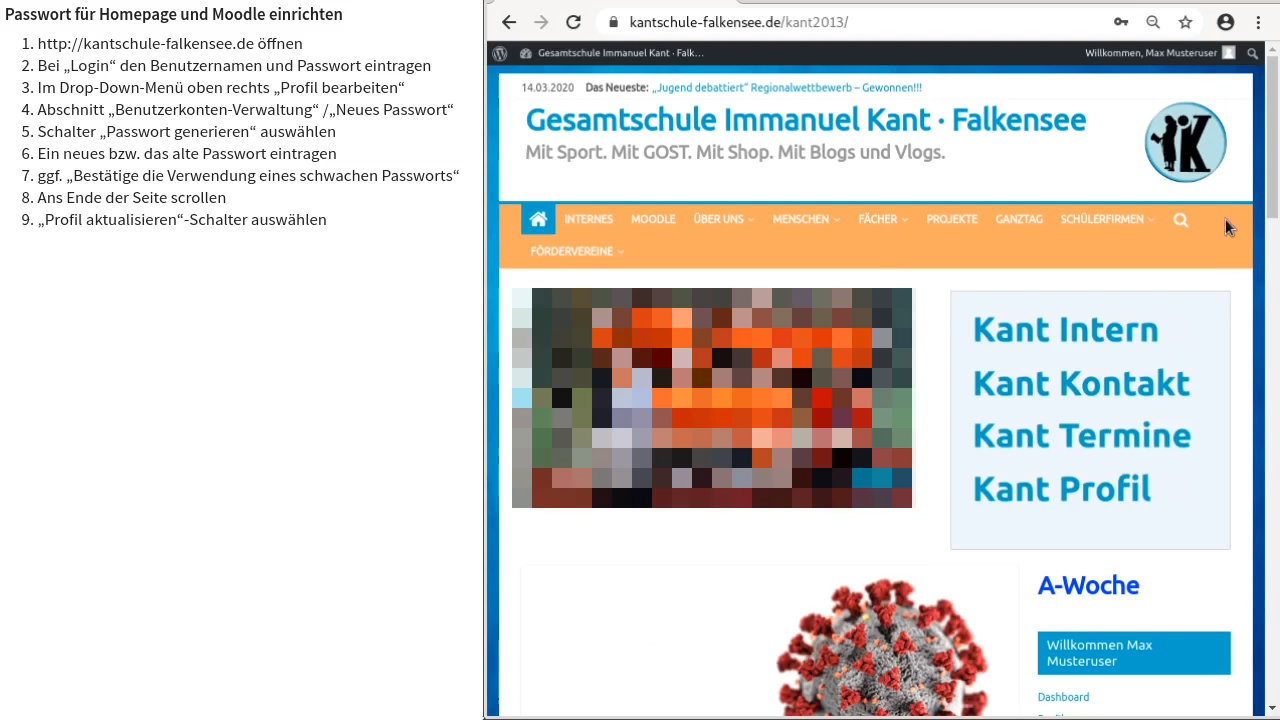 Passwort für Homepage und Moodle einrichten
1. http://kantschule-falkensee.de öffnen
2. Bei „Login“ den Benutzernamen und Passwort eintragen
3. Im Drop-Down-Menü oben rechts „Profil bearbeiten“
4. Abschnitt „Benutzerkonten-Verwaltung“ /„Neues Passwort“
5. Schalter „Passwort generieren“ auswählen
6. Ein neues bzw. das alte Passwort eintragen
7. ggf. „Bestätige die Verwendung eines schwachen Passworts“
8. Ans Ende der Seite scrollen
9. „Profil aktualisieren“-Schalter auswählen
kantschule-falkensee.de/kant2013/
Gesamtschule Immanuel Kant · Falk… Willkommen, Max Musteruser
14.03.2020 Das Neueste: „Jugend debattiert“ Regionalwettbewerb – Gewonnen!!!
Gesamtschule Immanuel Kant · Falkensee
Mit Sport. Mit GOST. Mit Shop. Mit Blogs und Vlogs.
iK
INTERNES MOODLE ÜBER UNS MENSCHEN FÄCHER PROJEKTE GANZTAG SCHÜLERFIRMEN
FÖRDERVEREINE
Kant Intern
Kant Kontakt
Kant Termine
Kant Profil
A-Woche
Willkommen Max
Musteruser
Dashboard